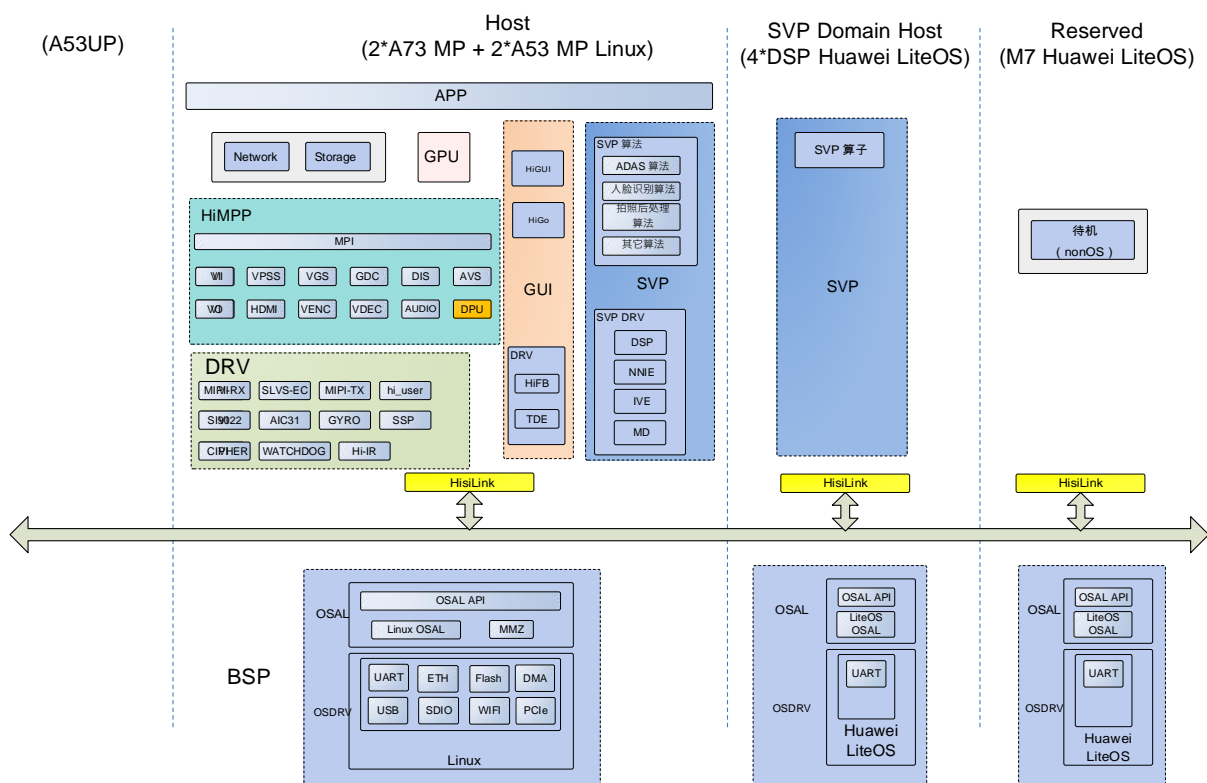 (A53UP)
Host
(2*A73 MP + 2*A53 MP Linux)
SVP Domain Host
(4*DSP Huawei LiteOS)
Reserved
(M7 Huawei LiteOS)
APP
Network
Storage
GPU
HiMPP
MPI
VPSS
VGS
GDC
DIS
AVS
HDMI
VENC
VDEC
AUDIO
DPU
DRV
SLVS-EC
MIPI-TX
hi_user
AIC31
GYRO
SSP
WATCHDOG
Hi-IR
HiGUI
HiGo
GUI
DRV
HiFB
TDE
SVP 算法
ADAS 算法
人脸识别算法
拍照后処理
算法
其它算法
SVP
SVP DRV
DSP
NNIE
IVE
MD
SVP 算子
SVP
待机
( nonOS )
HisiLink
HisiLink
HisiLink
BSP
OSAL
OSAL API
Linux OSAL
MMZ
OSDRV
UART
ETH
Flash
DMA
USB
SDIO
WIFI
PCIe
Linux
OSAL
OSAL API
LiteOS
OSAL
OSDRV
UART
Huawei
LiteOS
OSAL
OSAL API
LiteOS
OSAL
OSDRV
UART
Huawei
LiteOS